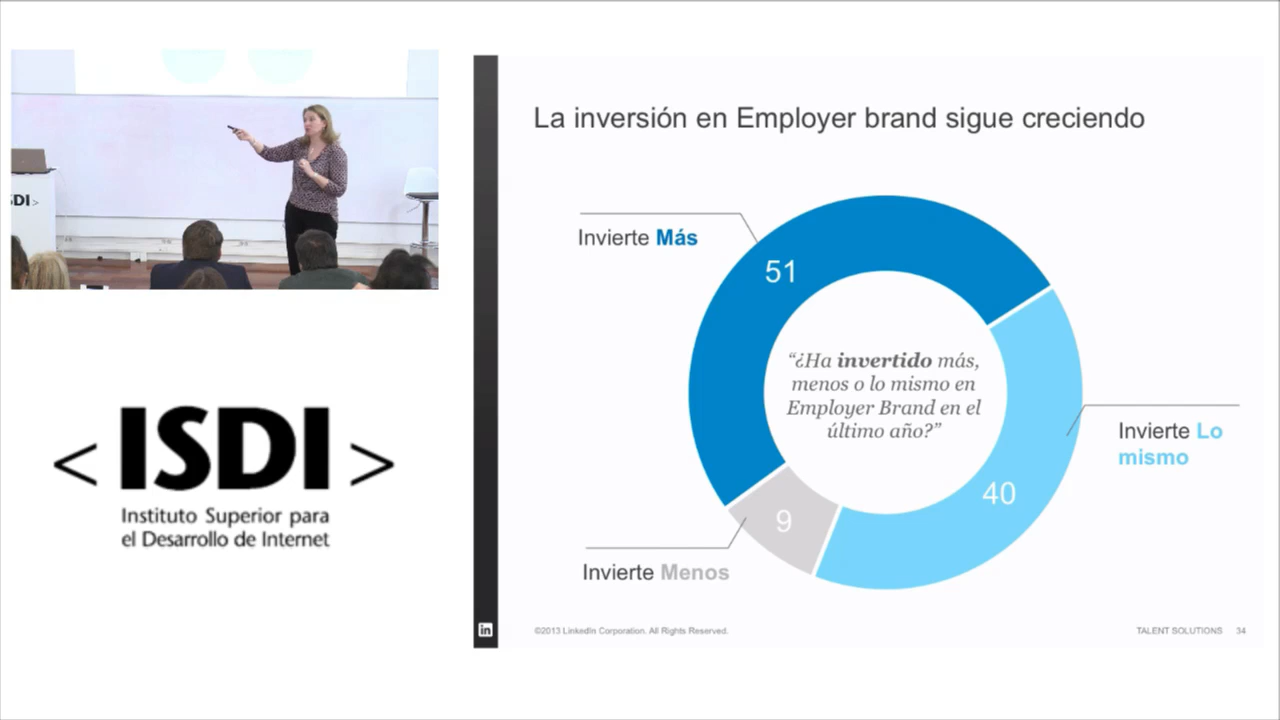 La inversión en Employer brand sigue creciendo
Invierte Más
51
“¿Ha invertido más,
menos o lo mismo en
Employer Brand en el
último año?”
Invierte Lo
mismo
40
9
Invierte Menos
©2013 LinkedIn Corporation. All Rights Reserved.
TALENT SOLUTIONS 34
in
SDI>
<ISDI>
Instituto Superior para
el Desarrollo de Internet